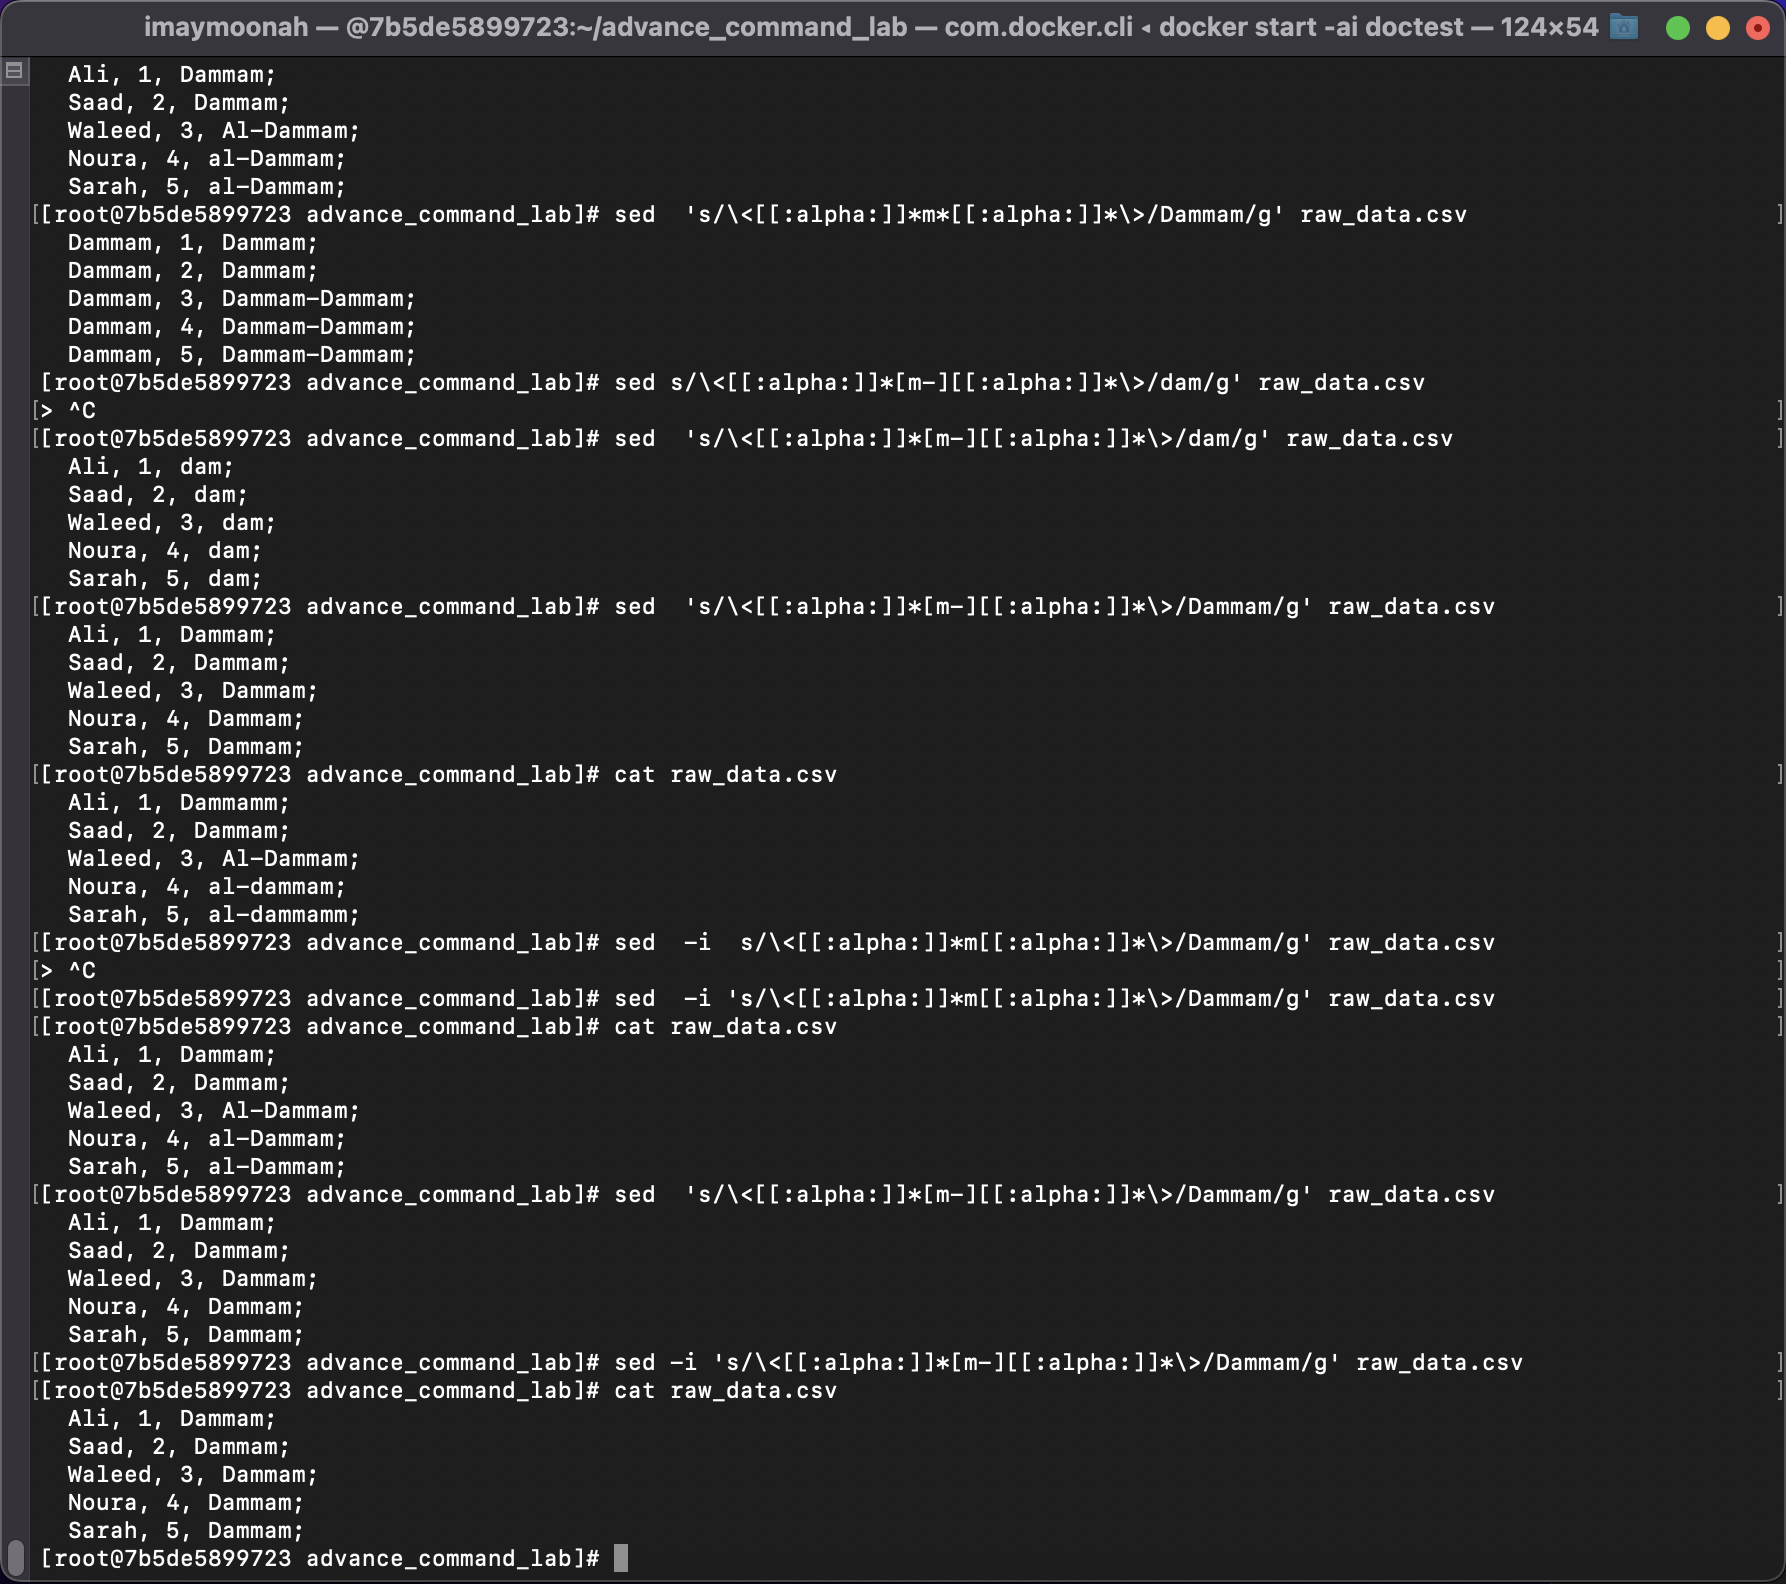 imaymoonah — @7b5de5899723:~/advance_command_lab — com.docker.cli ◂ docker start -ai doctest — 124×54
Ali, 1, Dammam;
Saad, 2, Dammam;
Waleed, 3, Al-Dammam;
Noura, 4, al-Dammam;
Sarah, 5, al-Dammam;
[[root@7b5de5899723 advance_command_lab]# sed  's/\<[[:alpha:]]*m*[[:alpha:]]*\>/Dammam/g' raw_data.csv ]
Dammam, 1, Dammam;
Dammam, 2, Dammam;
Dammam, 3, Dammam-Dammam;
Dammam, 4, Dammam-Dammam;
Dammam, 5, Dammam-Dammam;
[root@7b5de5899723 advance_command_lab]# sed s/\<[[:alpha:]]*[m-][[:alpha:]]*\>/dam/g' raw_data.csv
[> ^C ]
[[root@7b5de5899723 advance_command_lab]# sed  's/\<[[:alpha:]]*[m-][[:alpha:]]*\>/dam/g' raw_data.csv ]
Ali, 1, dam;
Saad, 2, dam;
Waleed, 3, dam;
Noura, 4, dam;
Sarah, 5, dam;
[[root@7b5de5899723 advance_command_lab]# sed  's/\<[[:alpha:]]*[m-][[:alpha:]]*\>/Dammam/g' raw_data.csv ]
Ali, 1, Dammam;
Saad, 2, Dammam;
Waleed, 3, Dammam;
Noura, 4, Dammam;
Sarah, 5, Dammam;
[[root@7b5de5899723 advance_command_lab]# cat raw_data.csv ]
Ali, 1, Dammamm;
Saad, 2, Dammam;
Waleed, 3, Al-Dammam;
Noura, 4, al-dammam;
Sarah, 5, al-dammamm;
[[root@7b5de5899723 advance_command_lab]# sed  -i  s/\<[[:alpha:]]*m[[:alpha:]]*\>/Dammam/g' raw_data.csv ]
[> ^C ]
[[root@7b5de5899723 advance_command_lab]# sed  -i 's/\<[[:alpha:]]*m[[:alpha:]]*\>/Dammam/g' raw_data.csv ]
[[root@7b5de5899723 advance_command_lab]# cat raw_data.csv ]
Ali, 1, Dammam;
Saad, 2, Dammam;
Waleed, 3, Al-Dammam;
Noura, 4, al-Dammam;
Sarah, 5, al-Dammam;
[[root@7b5de5899723 advance_command_lab]# sed  's/\<[[:alpha:]]*[m-][[:alpha:]]*\>/Dammam/g' raw_data.csv ]
Ali, 1, Dammam;
Saad, 2, Dammam;
Waleed, 3, Dammam;
Noura, 4, Dammam;
Sarah, 5, Dammam;
[[root@7b5de5899723 advance_command_lab]# sed -i 's/\<[[:alpha:]]*[m-][[:alpha:]]*\>/Dammam/g' raw_data.csv ]
[[root@7b5de5899723 advance_command_lab]# cat raw_data.csv ]
Ali, 1, Dammam;
Saad, 2, Dammam;
Waleed, 3, Dammam;
Noura, 4, Dammam;
Sarah, 5, Dammam;
[root@7b5de5899723 advance_command_lab]#